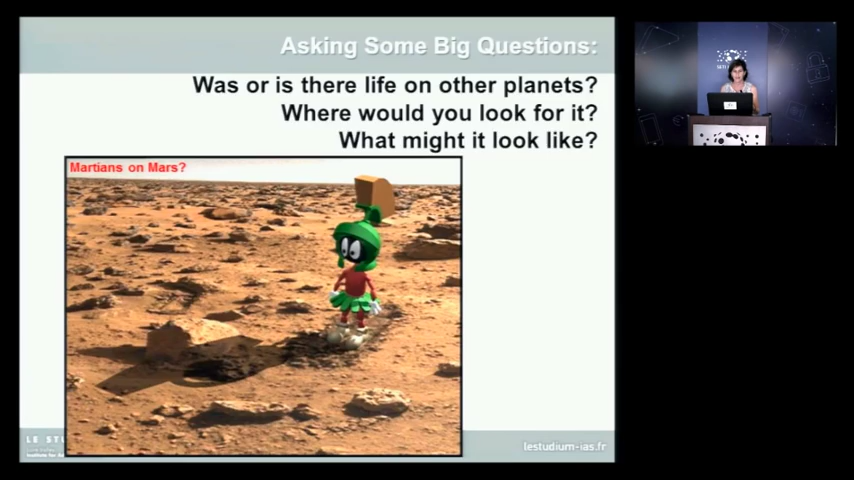 Asking Some Big Questions:
Was or is there life on other planets?
Where would you look for it?
What might it look like?
Martians on Mars?
LE STU
lestudium-ias.fr